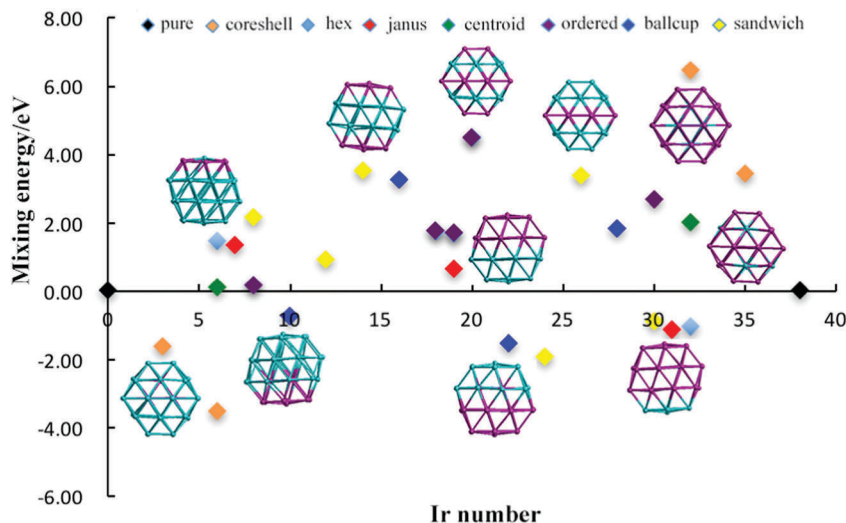 pure coreshell hex janus centroid ordered ballcup sandwich
8.00
6.00
4.00
2.00
0.00
0 5 10 15 20 25 30 35 40
-2.00
-4.00
-6.00
Mixing energy/eV
Ir number